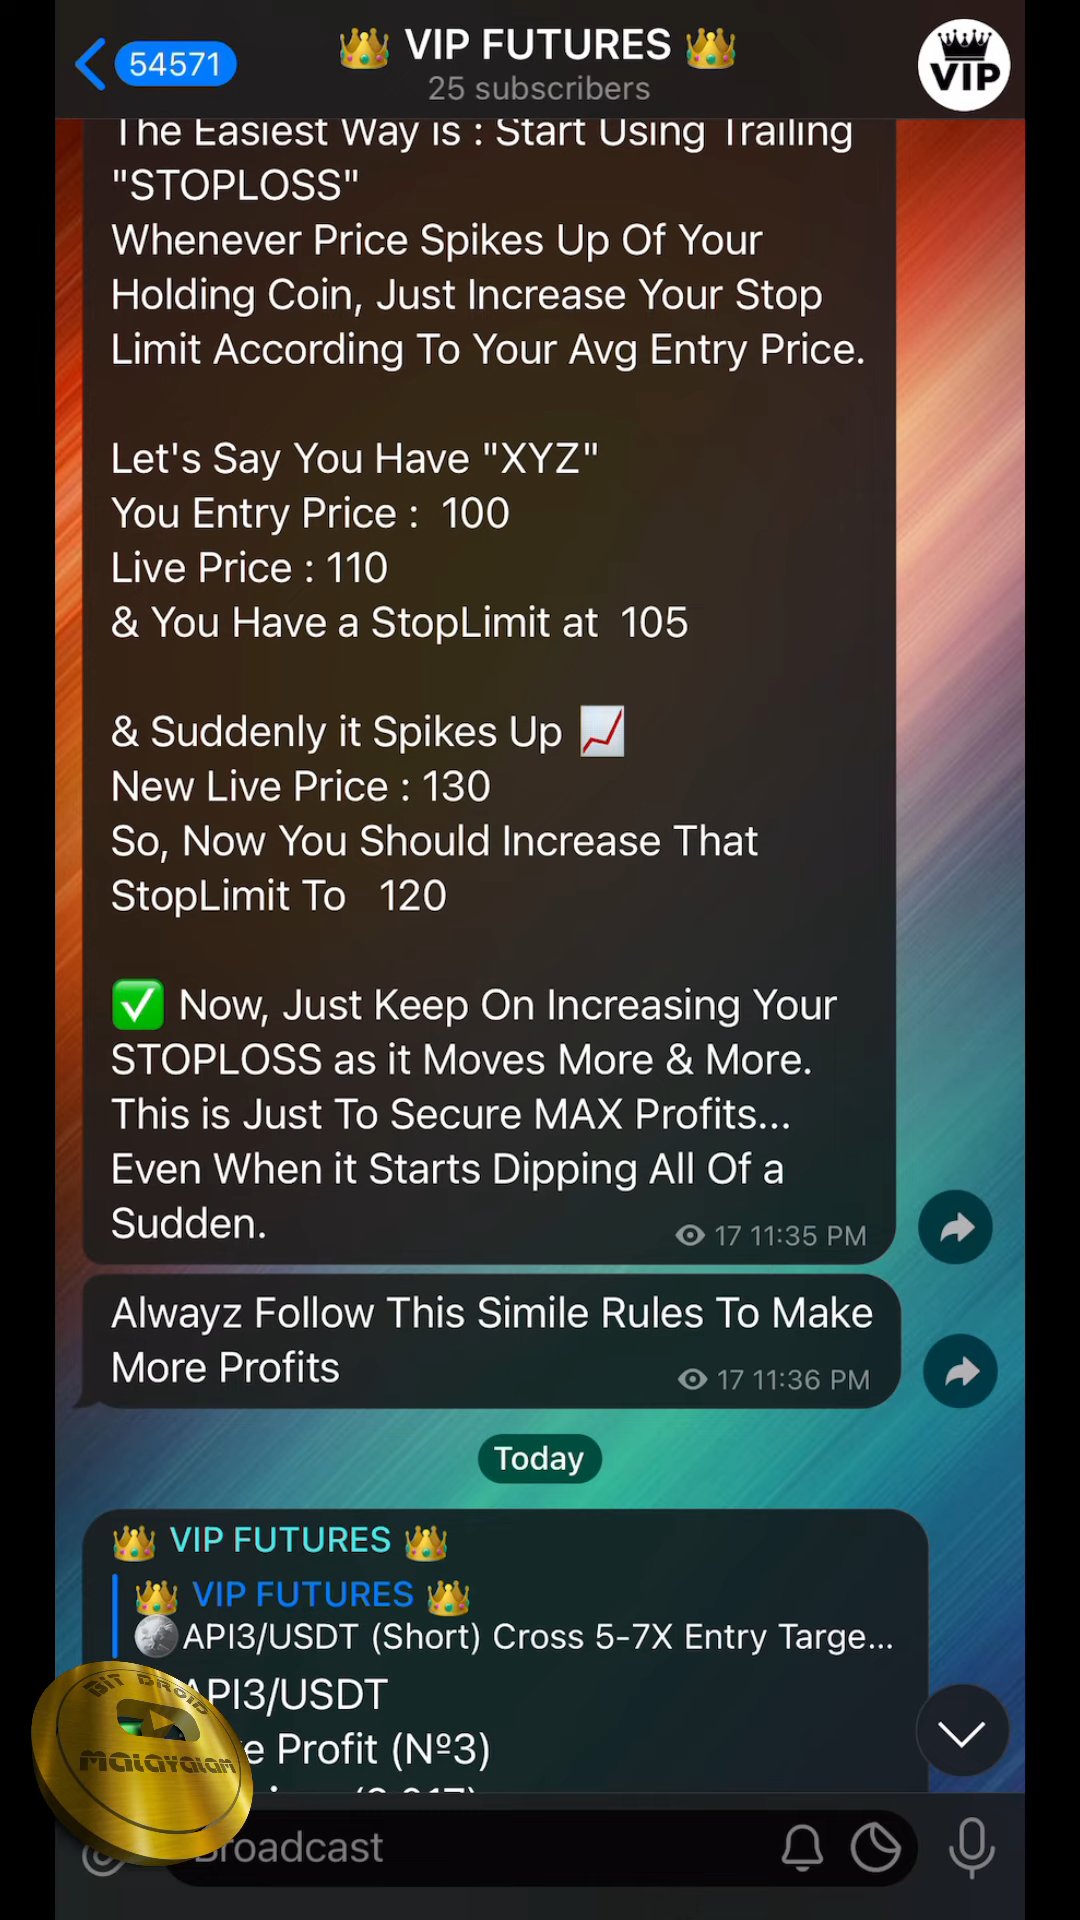 54571
👑 VIP FUTURES 👑
25 subscribers
VIP
The Easiest Way is : Start Using Trailing
"STOPLOSS"
Whenever Price Spikes Up Of Your
Holding Coin, Just Increase Your Stop
Limit According To Your Avg Entry Price.
Let's Say You Have "XYZ"
You Entry Price : 100
Live Price : 110
& You Have a StopLimit at 105
& Suddenly it Spikes Up 📈
New Live Price : 130
So, Now You Should Increase That
StopLimit To 120
✅ Now, Just Keep On Increasing Your
STOPLOSS as it Moves More & More.
This is Just To Secure MAX Profits...
Even When it Starts Dipping All Of a
Sudden.
17 11:35 PM
Alwayz Follow This Simile Rules To Make
More Profits
17 11:36 PM
Today
👑 VIP FUTURES 👑
👑 VIP FUTURES 👑
API3/USDT (Short) Cross 5-7X Entry Targe...
API3/USDT
Profit (Nº3)
BIT DROID
MALAYALAM
Broadcast